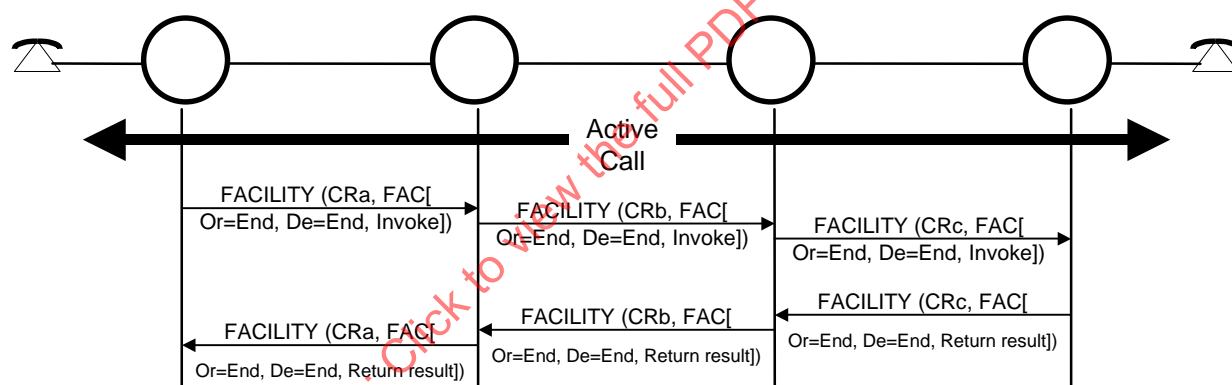 Active
Call
FACILITY (CRa, FAC[
Or=End, De=End, Invoke])
FACILITY (CRb, FAC[
Or=End, De=End, Invoke])
FACILITY (CRc, FAC[
Or=End, De=End, Invoke])
FACILITY (CRc, FAC[
Or=End, De=End, Return result])
FACILITY (CRb, FAC[
Or=End, De=End, Return result])
FACILITY (CRa, FAC[
Or=End, De=End, Return result])
. Click to view the full PDF